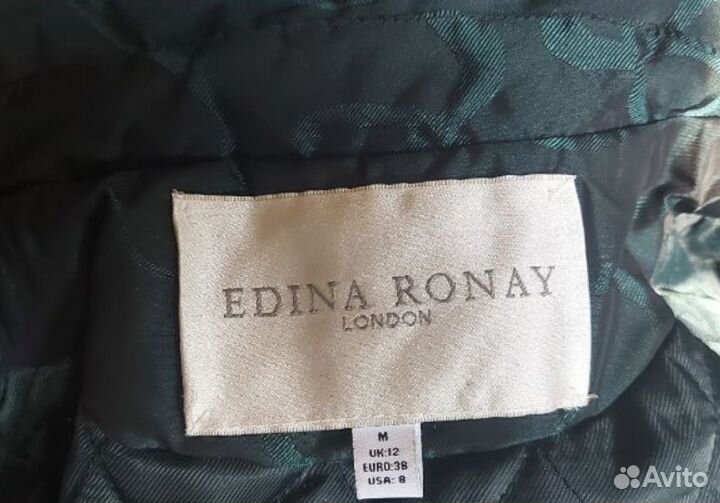 EDINA RONAY
LONDON
M
UK:12
EURO:38
USA: 8
Avito